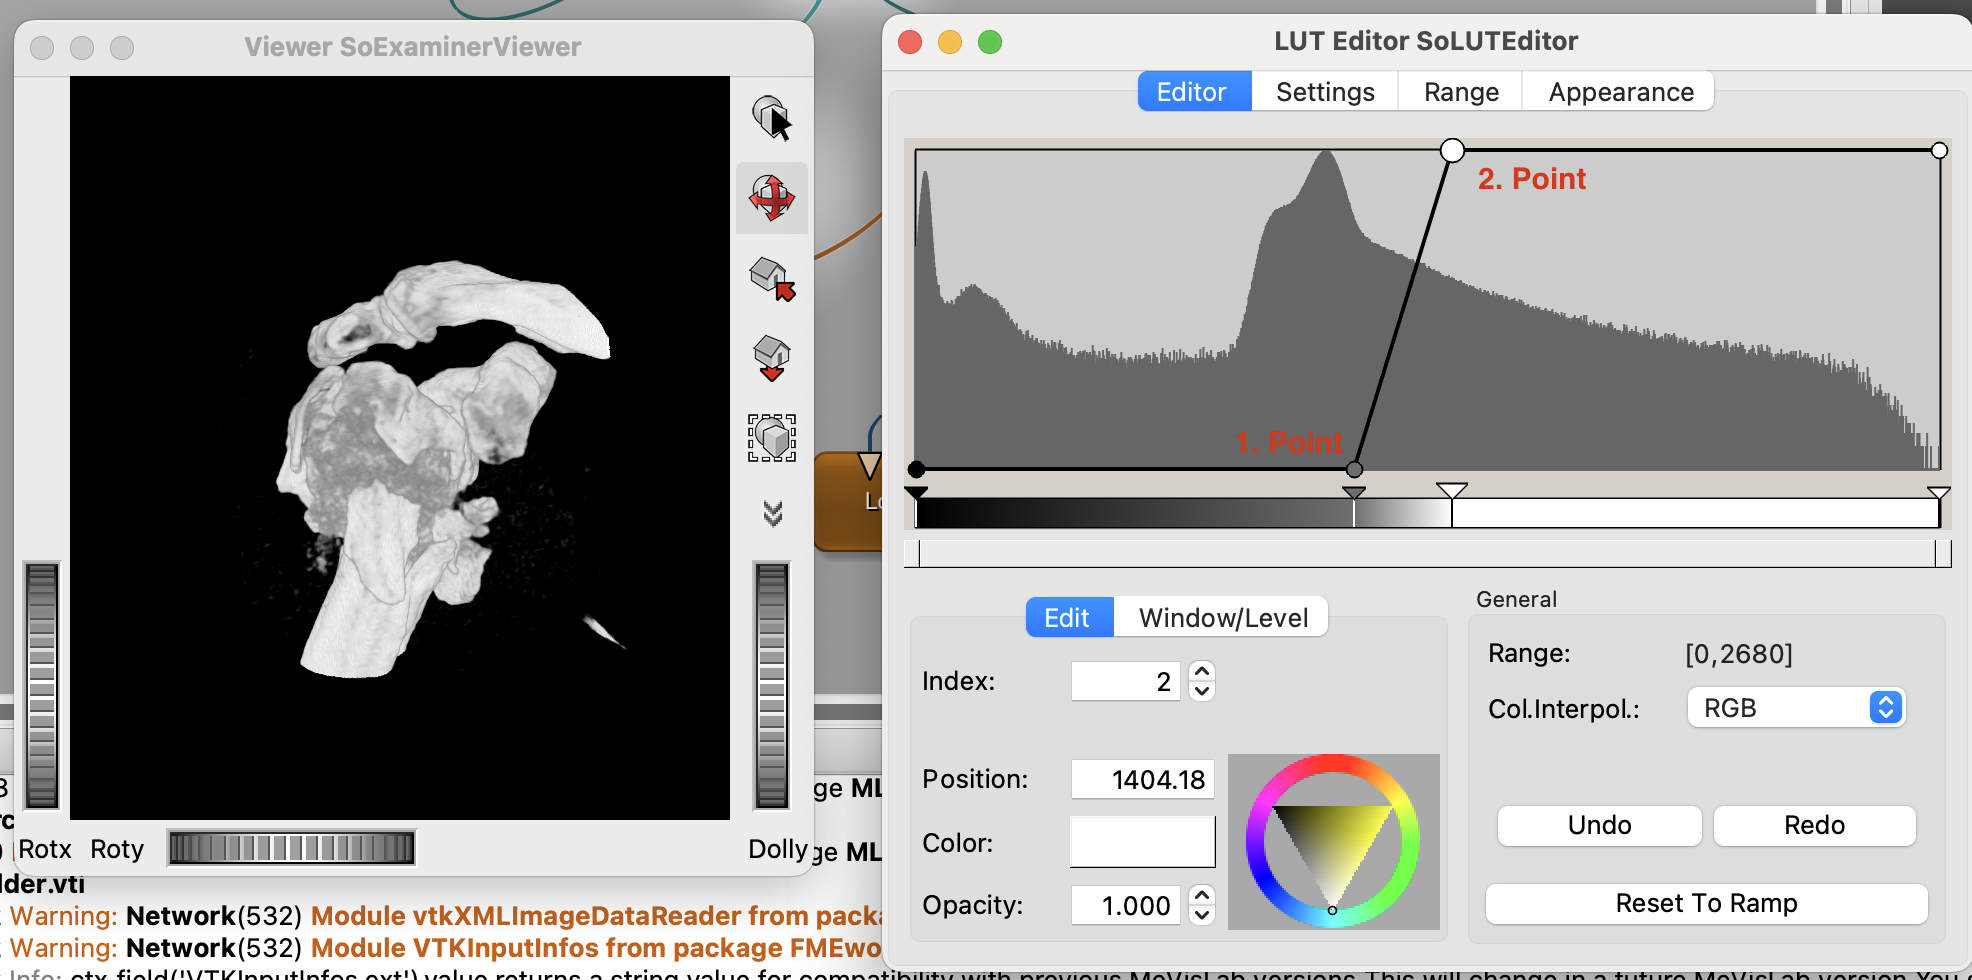 Viewer SoExaminerViewer
LUT Editor SoLUTEditor
Editor Settings Range Appearance
2. Point
1. Point
Edit Window/Level
General
Index: 2
Range: [0,2680]
Col.Interpol.: RGB
Position: 1404.18
Color:
Opacity: 1.000
Undo Redo
Reset To Ramp
Rotx Roty Dolly
ge ML
ge ML
der.vti
Warning: Network(532) Module vtkXMLImageDataReader from packa
Warning: Network(532) Module VTKInputInfos from package FMEwo
Info: ctx.field('VTKInputInfos.ext').value returns a string value for compatibility with previous MeVisLab versions. This will change in a future MeVisLab version. You